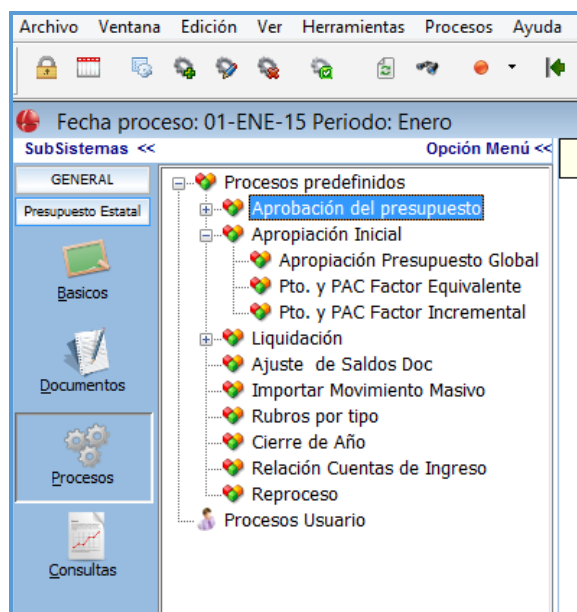 Archivo Ventana Edición Ver Herramientas Procesos Ayuda
Fecha proceso: 01-ENE-15 Periodo: Enero
SubSistemas << Opción Menú <<
GENERAL
Presupuesto Estatal
Basicos
Documentos
Procesos
Consultas
Procesos predefinidos
Aprobación del presupuesto
Apropiación Inicial
Apropiación Presupuesto Global
Pto. y PAC Factor Equivalente
Pto. y PAC Factor Incremental
Liquidación
Ajuste de Saldos Doc
Importar Movimiento Masivo
Rubros por tipo
Cierre de Año
Relación Cuentas de Ingreso
Reproceso
Procesos Usuario